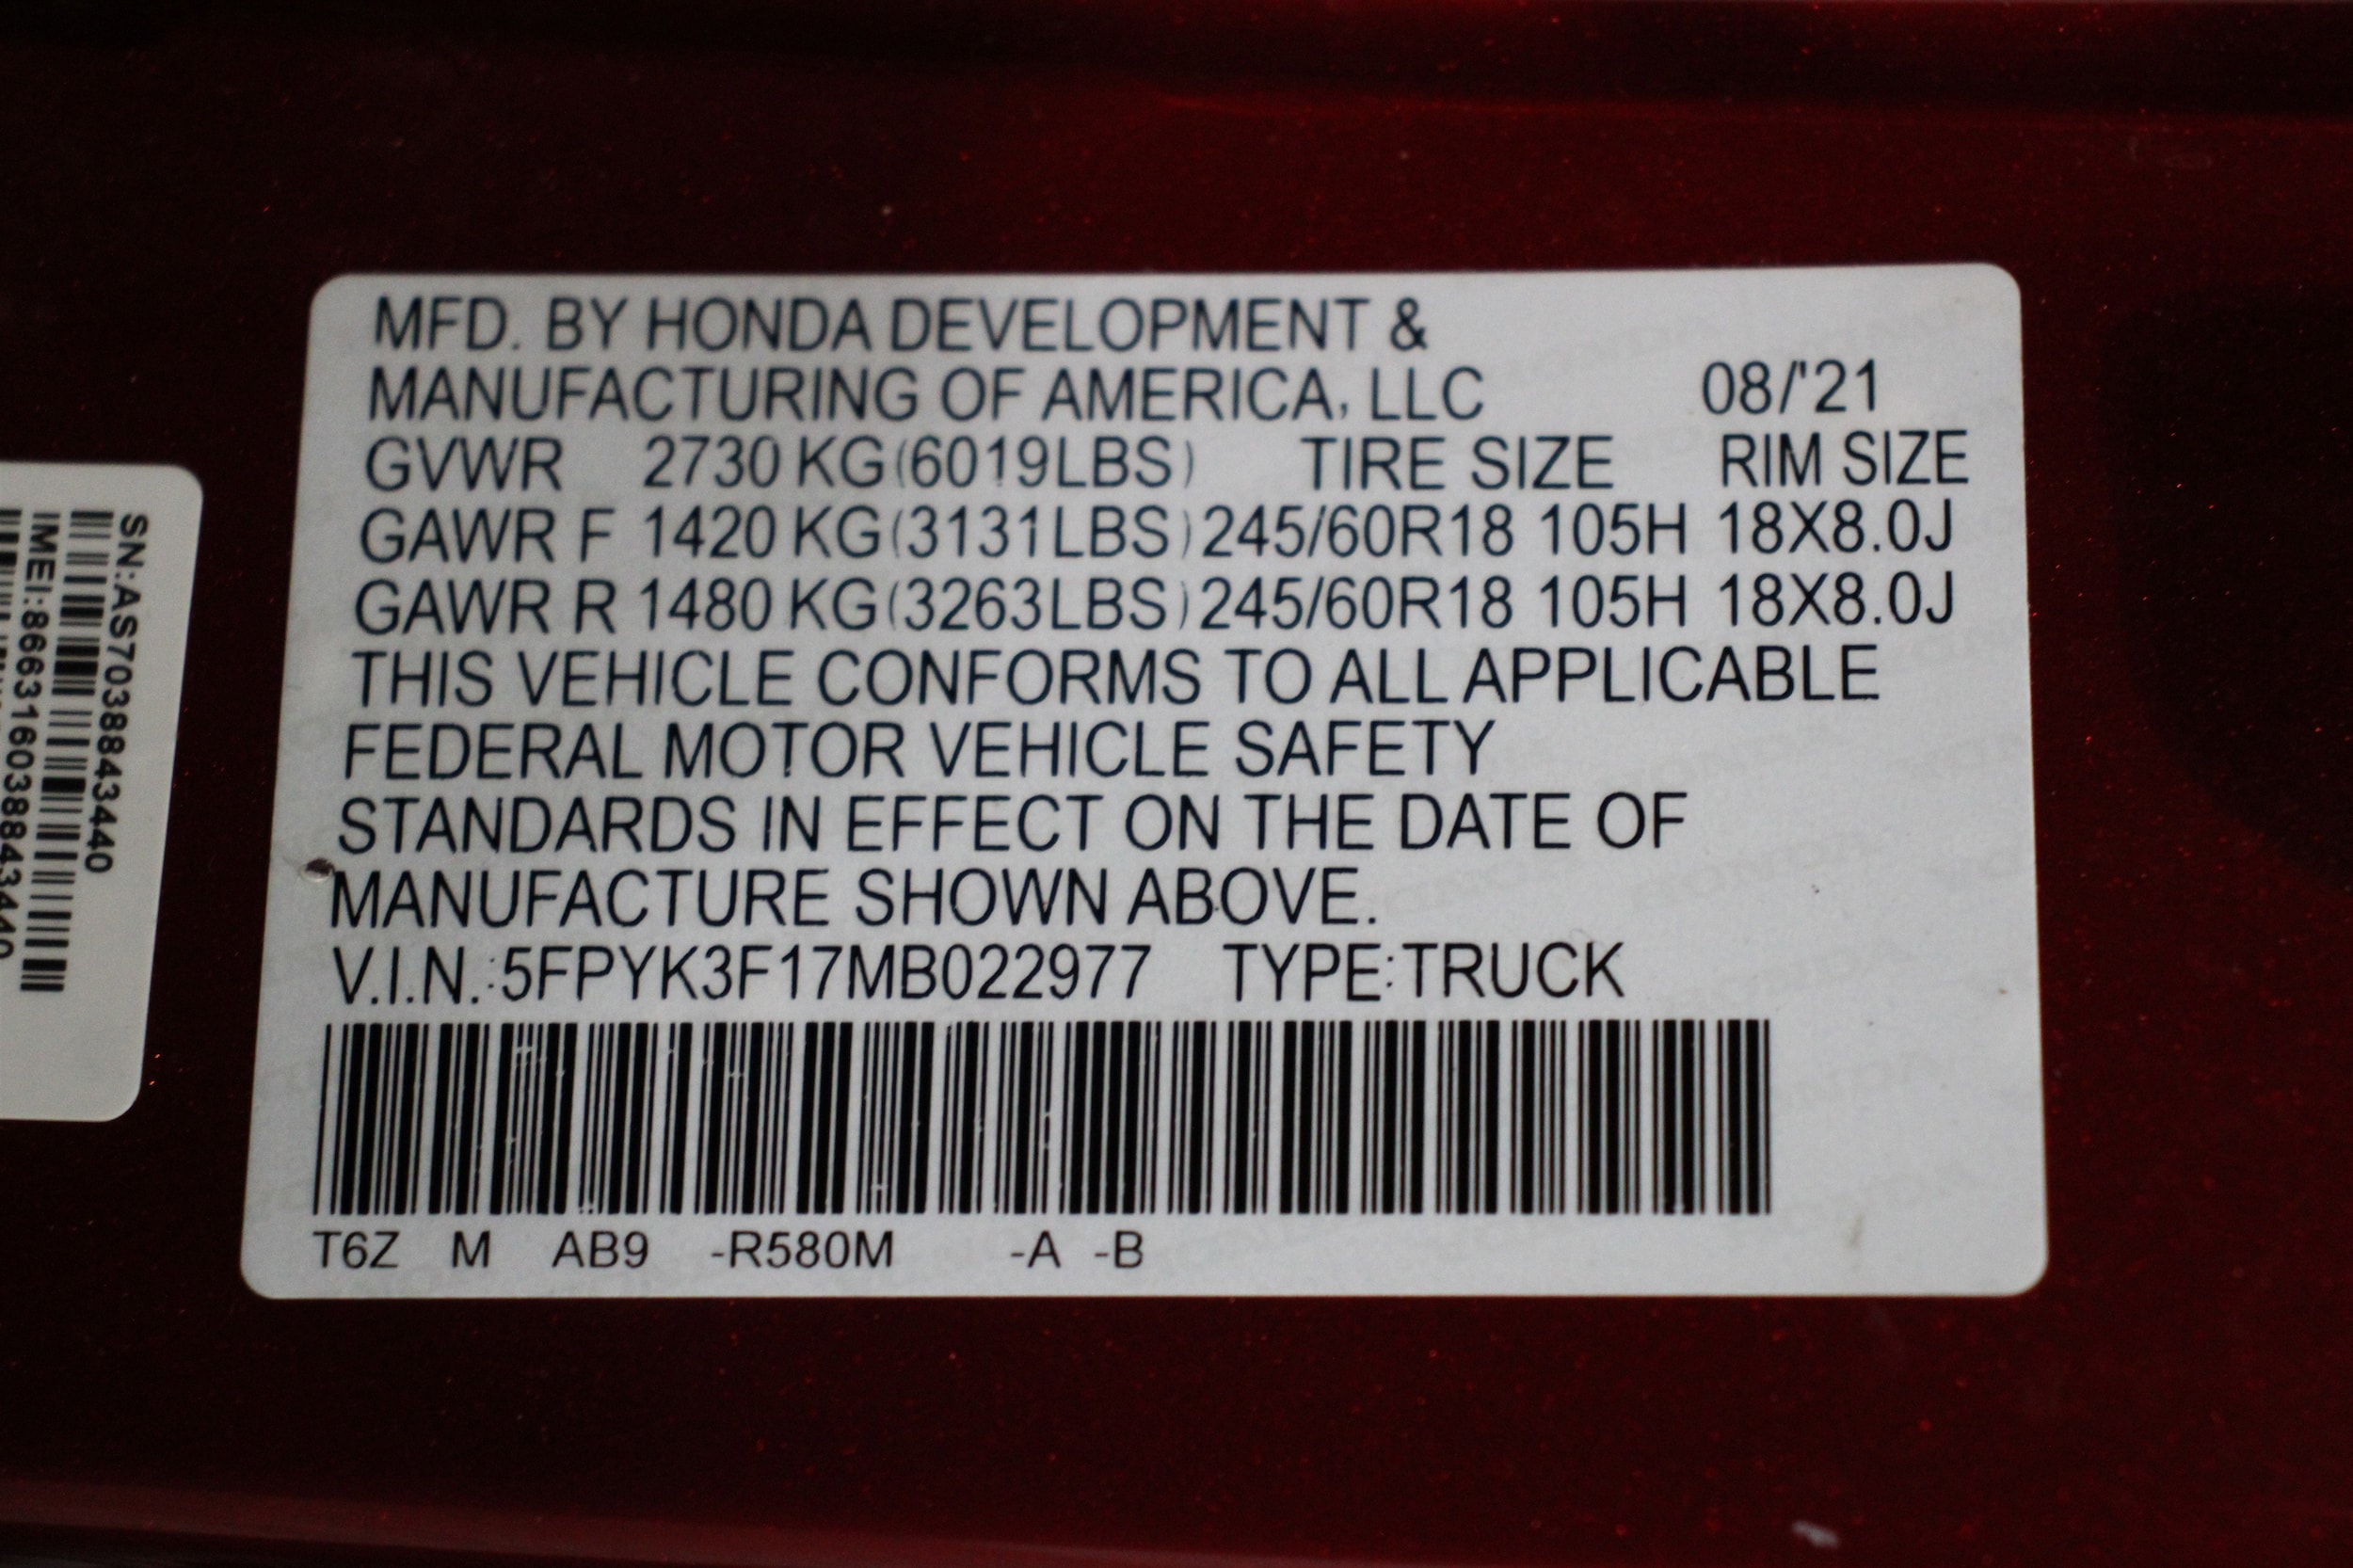 MFD. BY HONDA DEVELOPMENT &
MANUFACTURING OF AMERICA, LLC 08/'21
GVWR 2730 KG(6019LBS) TIRE SIZE RIM SIZE
GAWR F 1420 KG(3131LBS) 245/60R18 105H 18X8.0J
GAWR R 1480 KG(3263LBS) 245/60R18 105H 18X8.0J
THIS VEHICLE CONFORMS TO ALL APPLICABLE
FEDERAL MOTOR VEHICLE SAFETY
STANDARDS IN EFFECT ON THE DATE OF
MANUFACTURE SHOWN ABOVE.
V.I.N.:5FPYK3F17MB022977 TYPE:TRUCK
T6Z M AB9 -R580M -A -B
SN:AS7038843440
IMEI:866316038843440